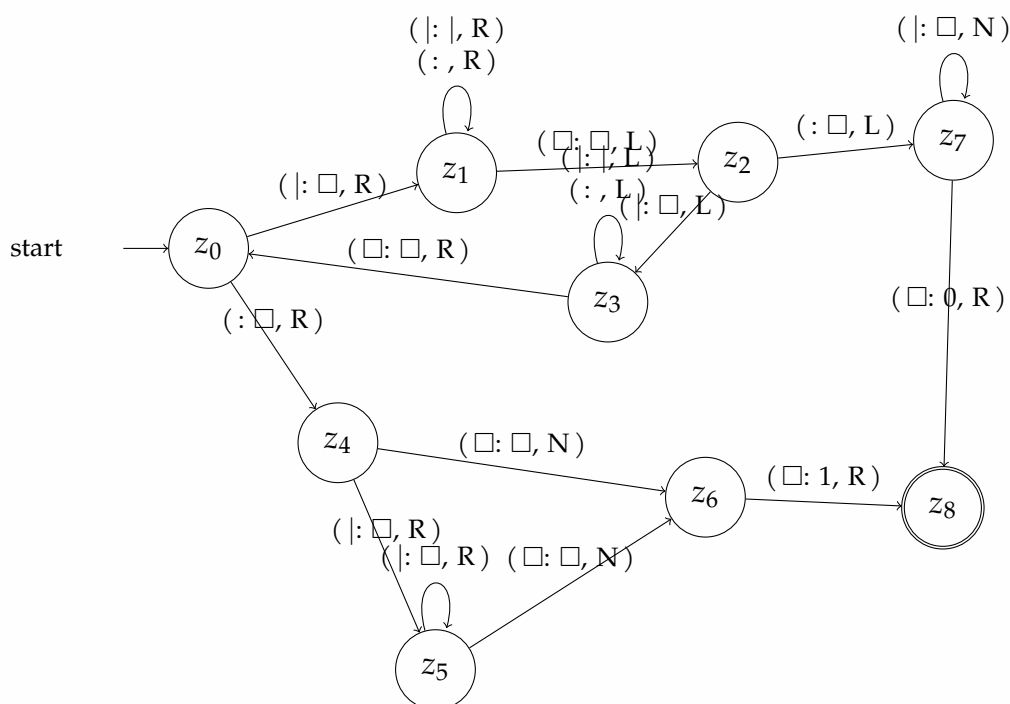 ( |: |, R)
( : , R)
( |: □, N)
( : □, L)
z7
( □: □, L)
( |: |, L)
( : , L)
z2
z1
( |: □, R)
( |: □, L)
start
z0
( □: □, R)
z3
( □: 0, R)
( : □, R)
z4
( □: □, N)
z6
( □: 1, R)
z8
( |: □, R)
( |: □, R)
( □: □, N)
z5